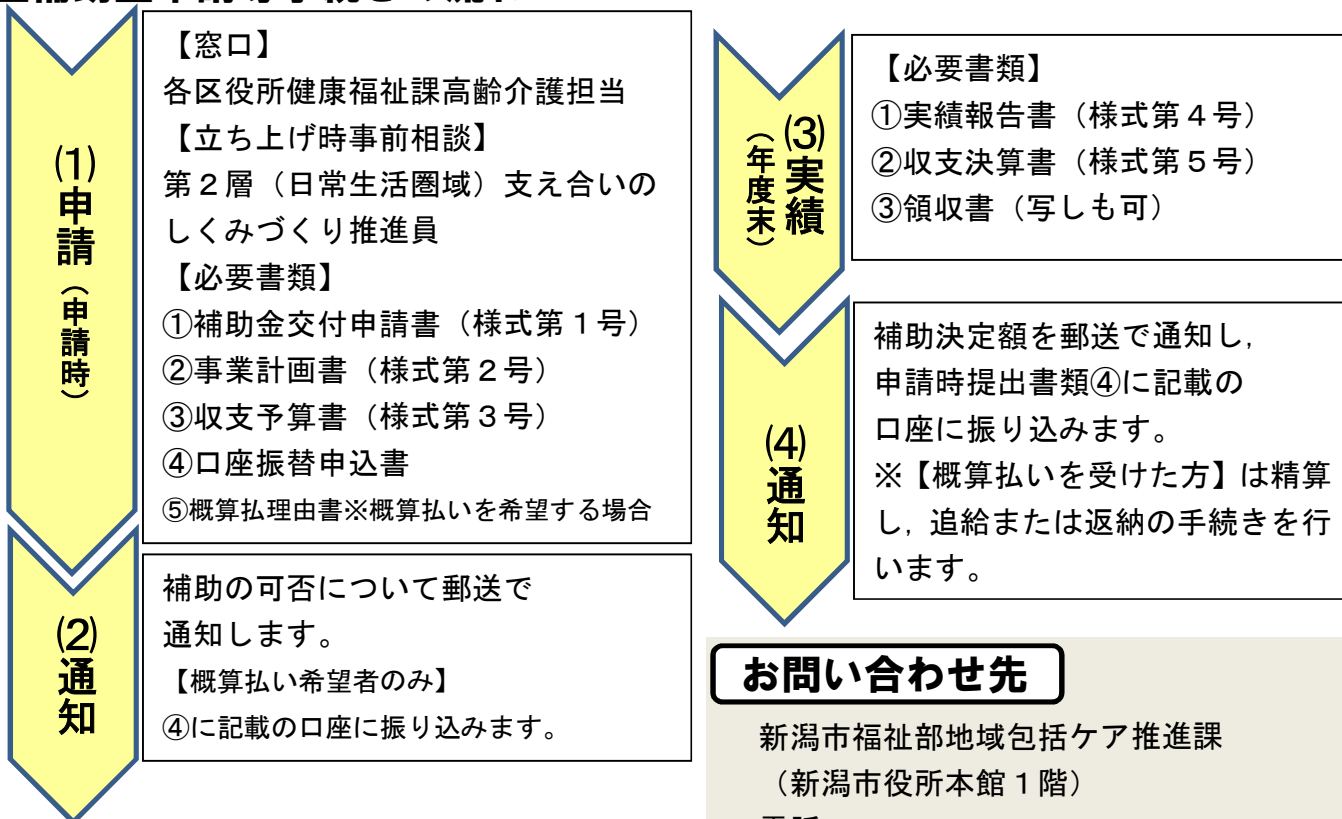 (1)申請（申請時）
【窓口】
各区役所健康福祉課高齢介護担当
【立ち上げ時事前相談】
第２層（日常生活圏域）支え合いの
しくみづくり推進員
【必要書類】
①補助金交付申請書（様式第１号）
②事業計画書（様式第２号）
③収支予算書（様式第３号）
④口座振替申込書
⑤概算払理由書※概算払いを希望する場合
(2)通知
補助の可否について郵送で
通知します。
【概算払い希望者のみ】
④に記載の口座に振り込みます。
(3)実績（年度末）
【必要書類】
①実績報告書（様式第４号）
②収支決算書（様式第５号）
③領収書（写しも可）
(4)通知
補助決定額を郵送で通知し，
申請時提出書類④に記載の
口座に振り込みます。
※【概算払いを受けた方】は精算
し，追給または返納の手続きを行
います。
お問い合わせ先
新潟市福祉部地域包括ケア推進課
（新潟市役所本館１階）